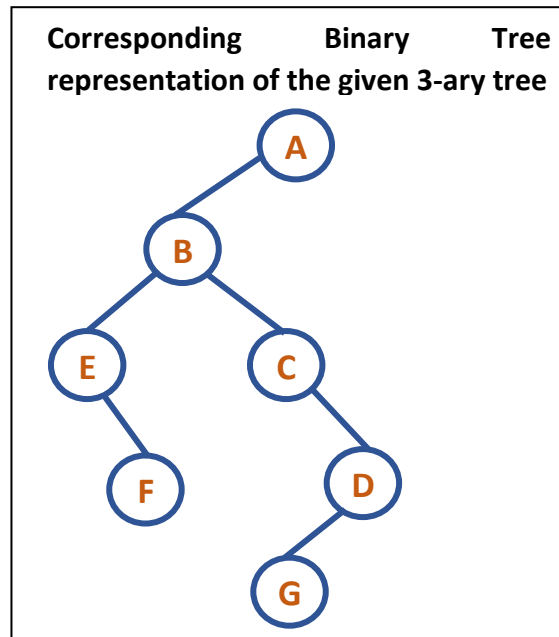 Corresponding Binary Tree
representation of the given 3-ary tree
A
B
E C
F D
G